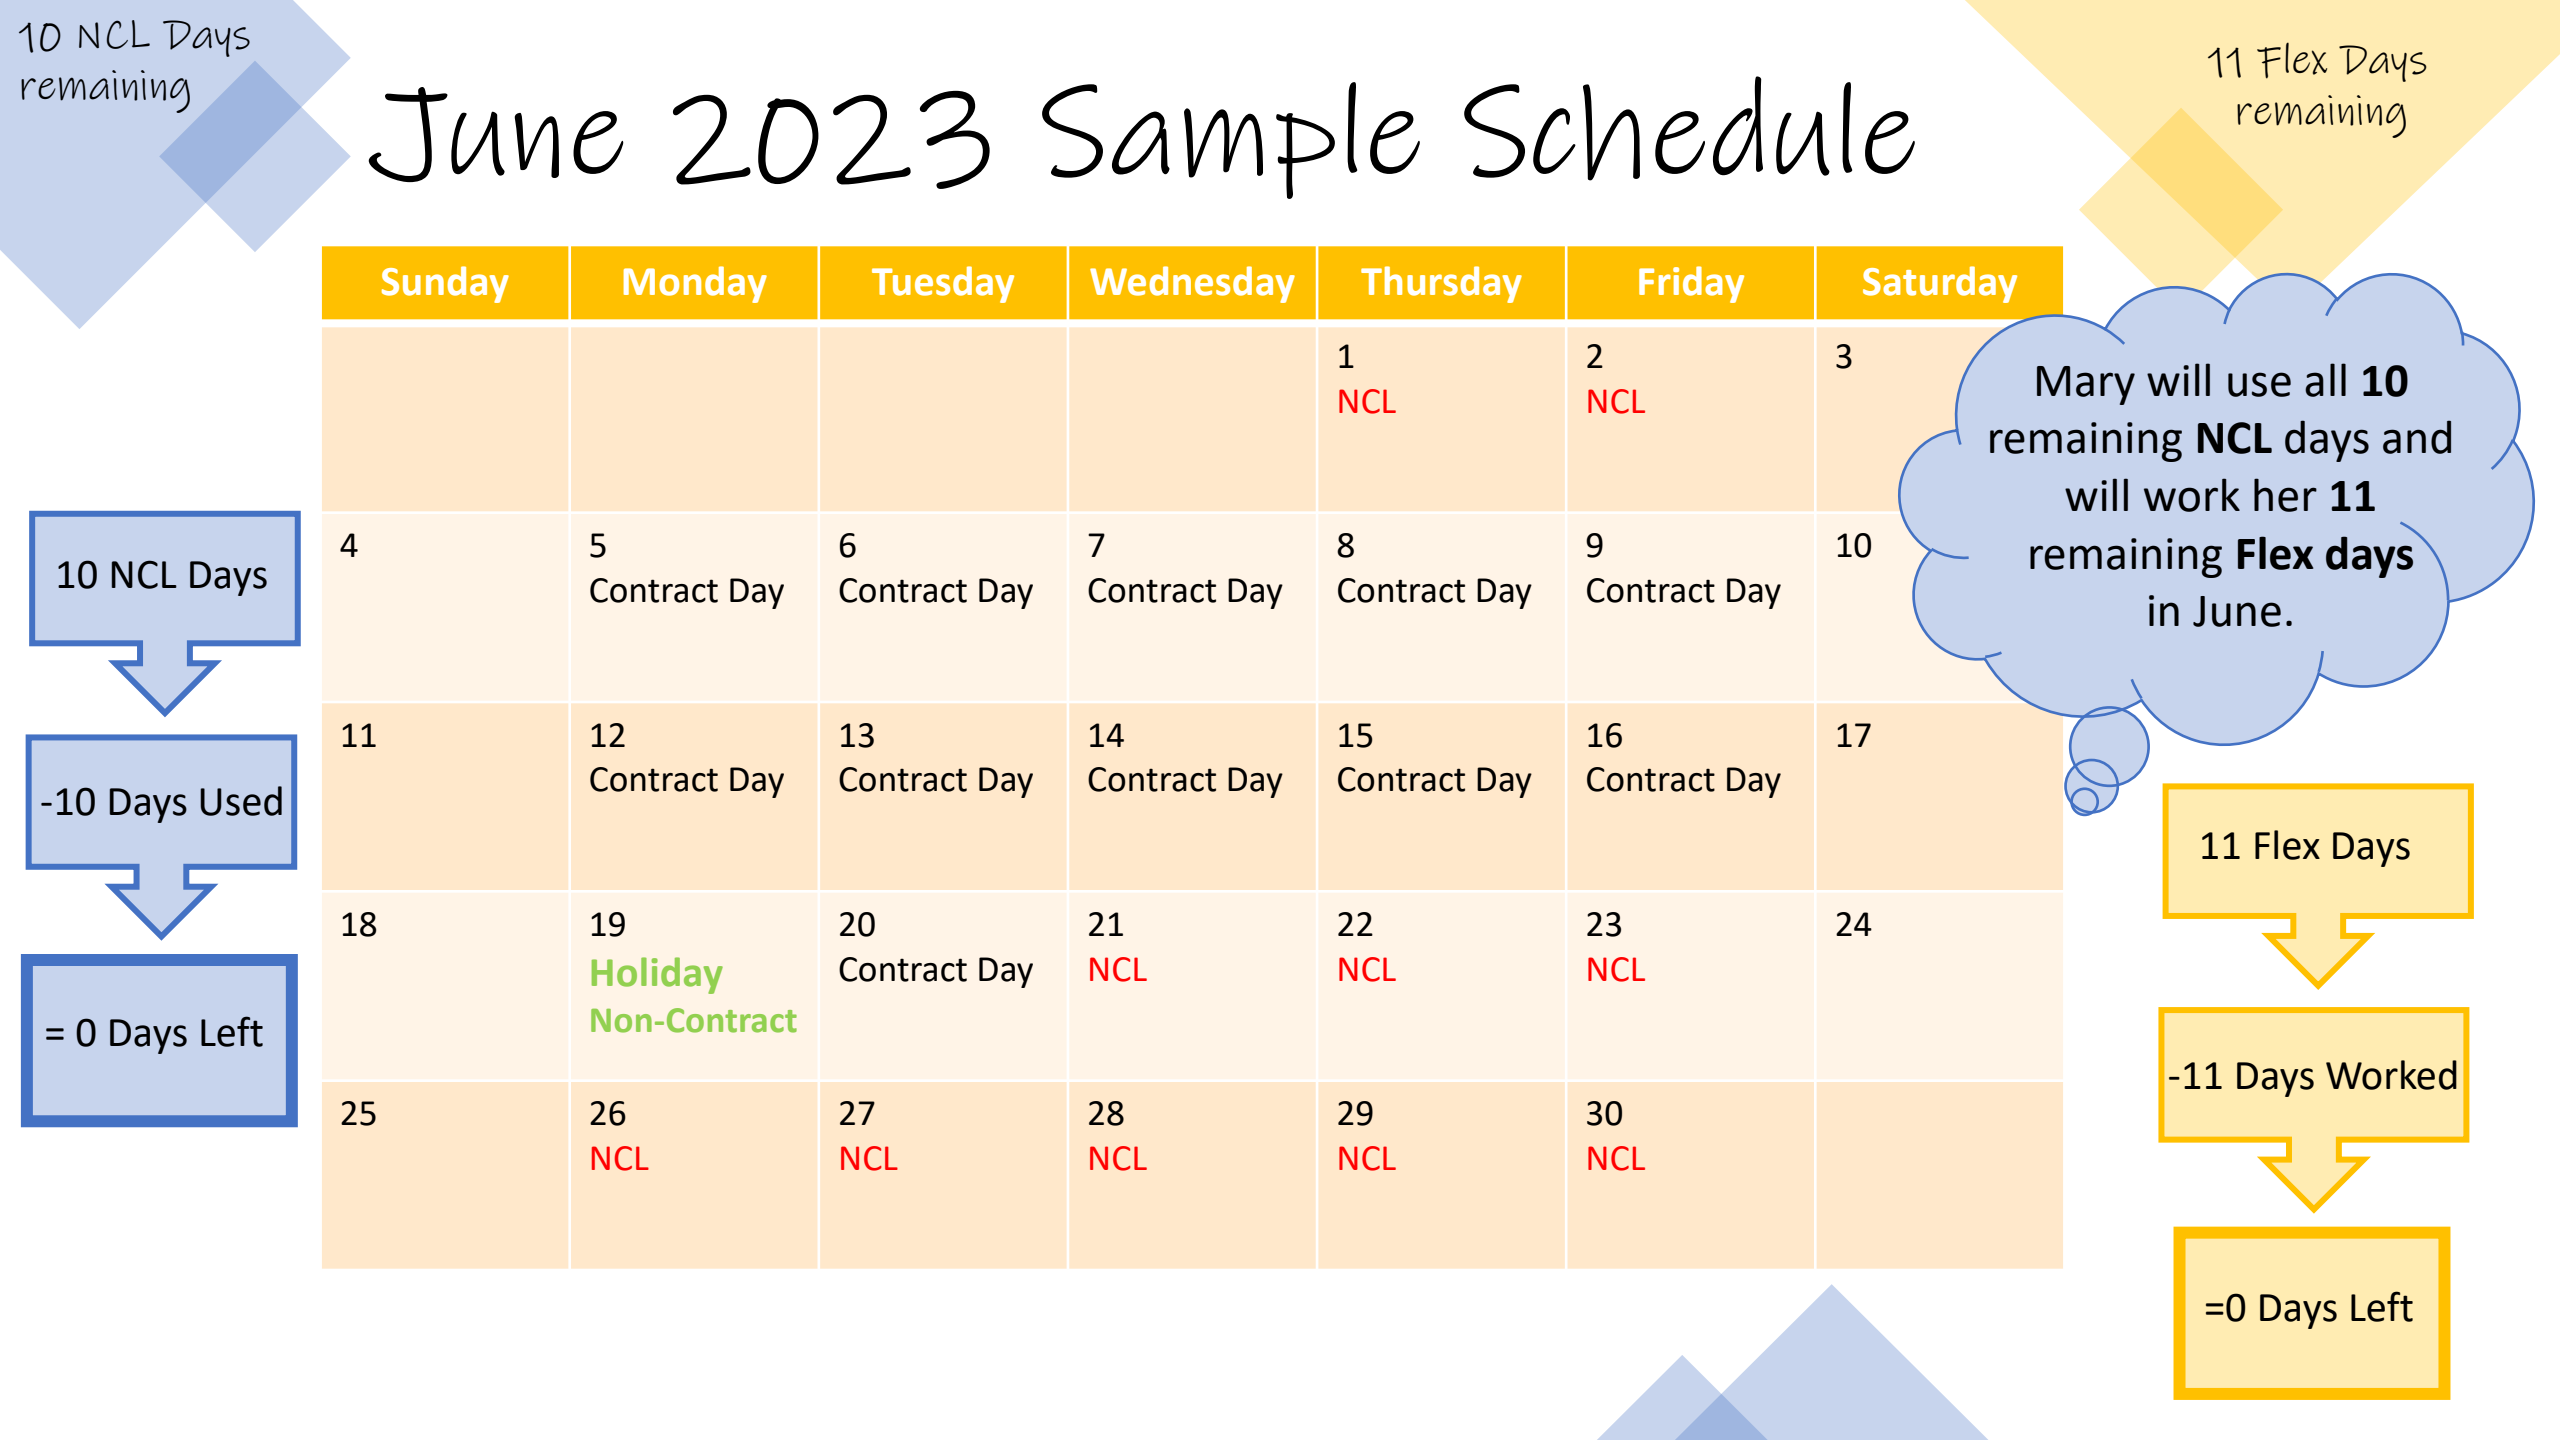 10 NCL Days
remaining
June 2023 Sample Schedule
11 Flex Days
remaining
Sunday Monday Tuesday Wednesday Thursday Friday Saturday
1 2 3
NCL NCL
4 5 6 7 8 9 10
Contract Day Contract Day Contract Day Contract Day Contract Day
11 12 13 14 15 16 17
Contract Day Contract Day Contract Day Contract Day Contract Day
18 19 20 21 22 23 24
Holiday Contract Day NCL NCL NCL
Non-Contract
25 26 27 28 29 30
NCL NCL NCL NCL NCL
Mary will use all 10
remaining NCL days and
will work her 11
remaining Flex days
in June.
10 NCL Days
-10 Days Used
= 0 Days Left
11 Flex Days
-11 Days Worked
=0 Days Left